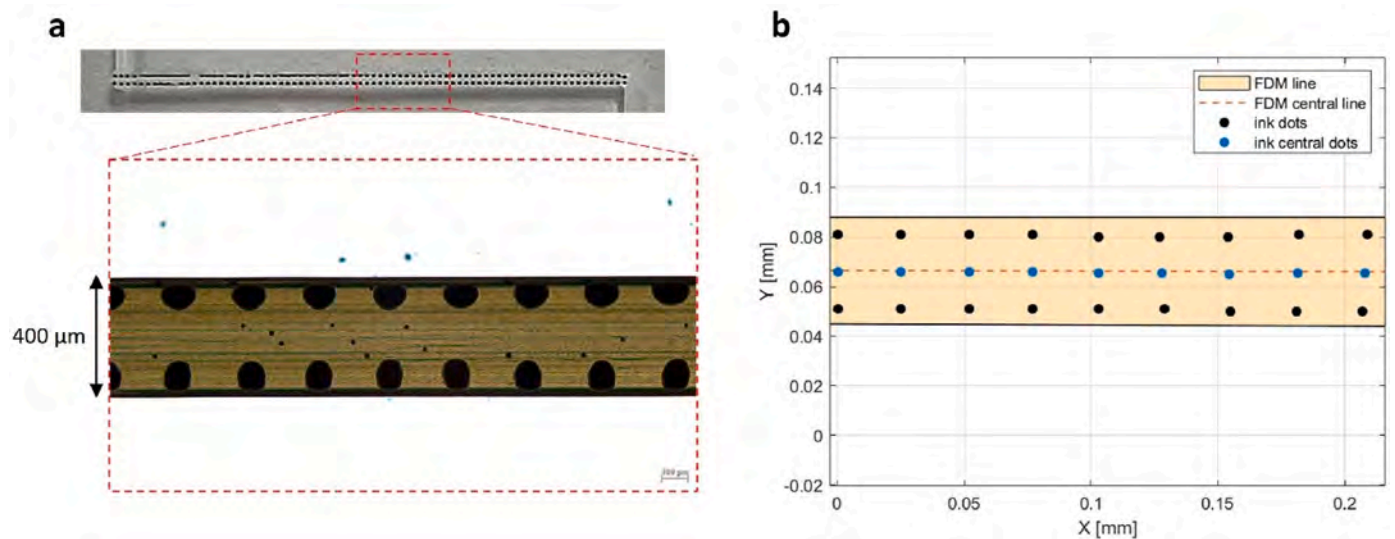 a
400 µm
100 µm
b
FDM line
FDM central line
ink dots
ink central dots
0.14
0.12
0.1
0.08
0.06
0.04
0.02
0
-0.02
Y [mm]
0
0.05
0.1
0.15
0.2
X [mm]